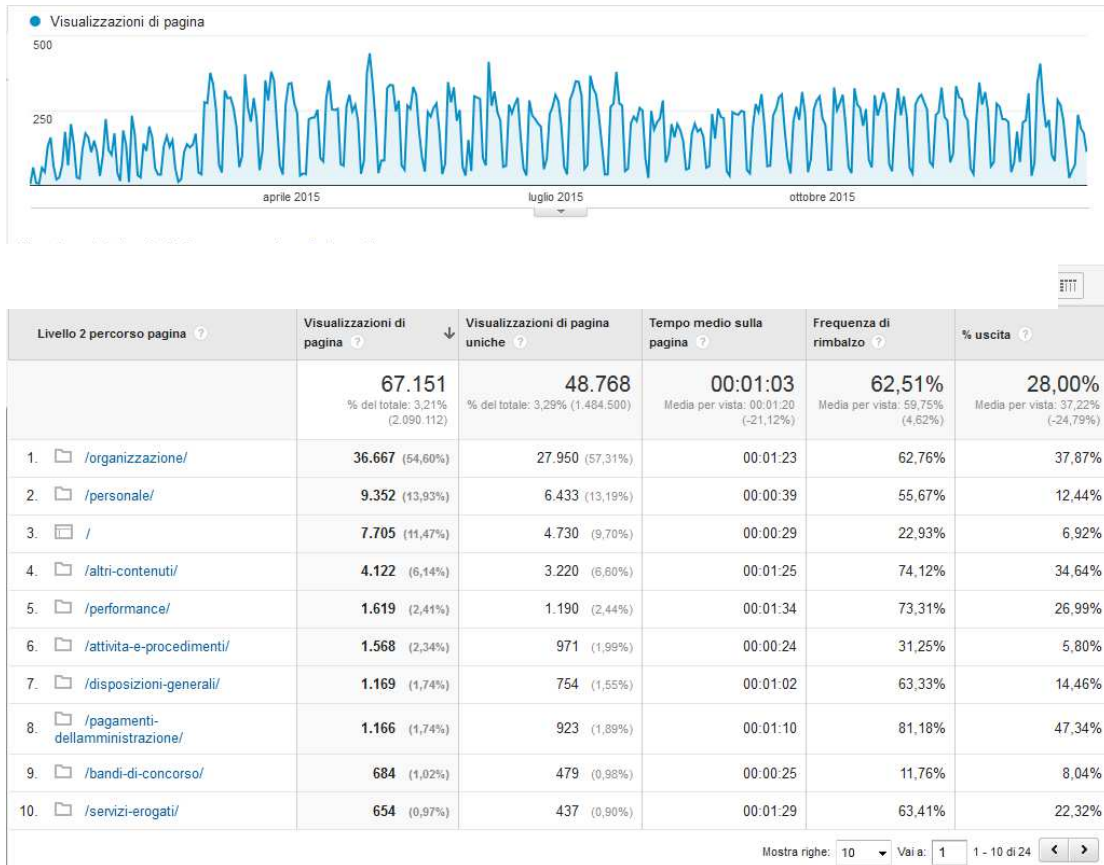 Visualizzazioni di pagina
500
250
aprile 2015
luglio 2015
ottobre 2015
Livello 2 percorso pagina ?
Visualizzazioni di
pagina ?
Visualizzazioni di pagina
uniche ?
Tempo medio sulla
pagina ?
Frequenza di
rimbalzo ?
% uscita ?
67.151
% del totale: 3,21%
(2.090.112)
48.768
% del totale: 3,29% (1.484.500)
00:01:03
Media per vista: 00:01:20
(-21,12%)
62,51%
Media per vista: 59,75%
(4,62%)
28,00%
Media per vista: 37,22%
(-24,79%)
1. /organizzazione/ 36.667 (54,60%) 27.950 (57,31%) 00:01:23 62,76% 37,87%
2. /personale/ 9.352 (13,93%) 6.433 (13,19%) 00:00:39 55,67% 12,44%
3. / 7.705 (11,47%) 4.730 (9,70%) 00:00:29 22,93% 6,92%
4. /altri-contenuti/ 4.122 (6,14%) 3.220 (6,60%) 00:01:25 74,12% 34,64%
5. /performance/ 1.619 (2,41%) 1.190 (2,44%) 00:01:34 73,31% 26,99%
6. /attivita-e-procedimenti/ 1.568 (2,34%) 971 (1,99%) 00:00:24 31,25% 5,80%
7. /disposizioni-generali/ 1.169 (1,74%) 754 (1,55%) 00:01:02 63,33% 14,46%
8. /pagamenti-
dellamministrazione/ 1.166 (1,74%) 923 (1,89%) 00:01:10 81,18% 47,34%
9. /bandi-di-concorso/ 684 (1,02%) 479 (0,98%) 00:00:25 11,76% 8,04%
10. /servizi-erogati/ 654 (0,97%) 437 (0,90%) 00:01:29 63,41% 22,32%
Mostra righe: 10 Vai a: 1 1 - 10 di 24